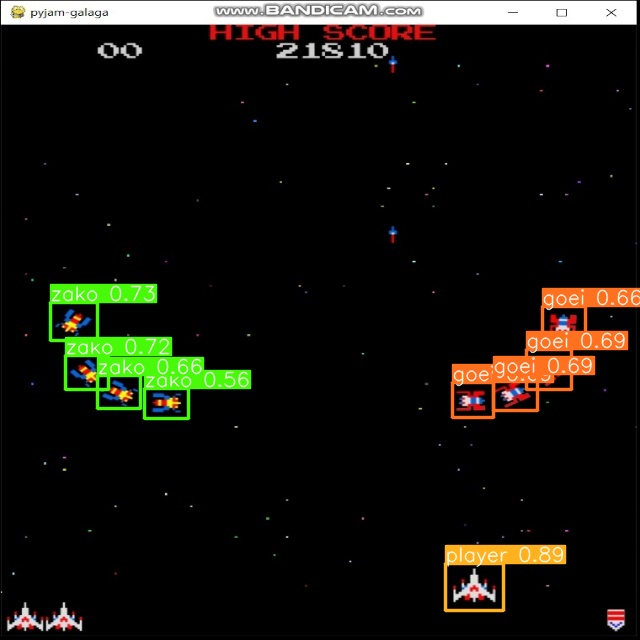 pyjam-galaga
www.BANDICAM.com
HIGH SCORE
00 21810
zako 0.73
goei 0.66
goei 0.69
zako 0.72
zako 0.66
goei 0.69
goei
zako 0.56
player 0.89